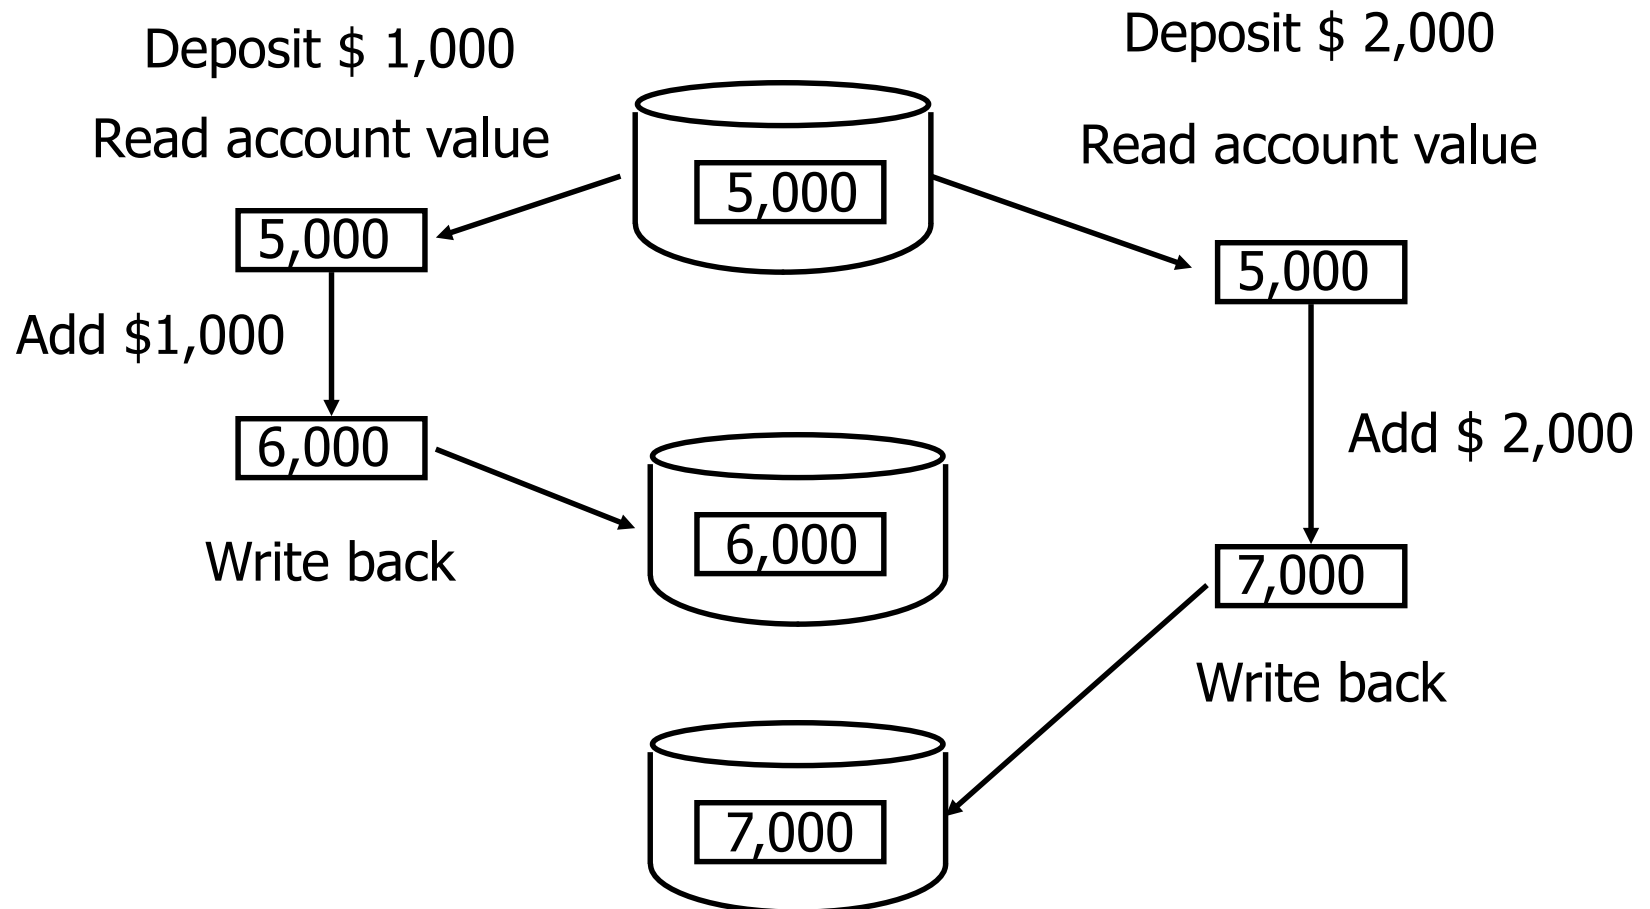 Deposit $ 1,000
Deposit $ 2,000
Read account value
Read account value
5,000
5,000
5,000
Add $1,000
Add $ 2,000
6,000
6,000
Write back
7,000
Write back
7,000